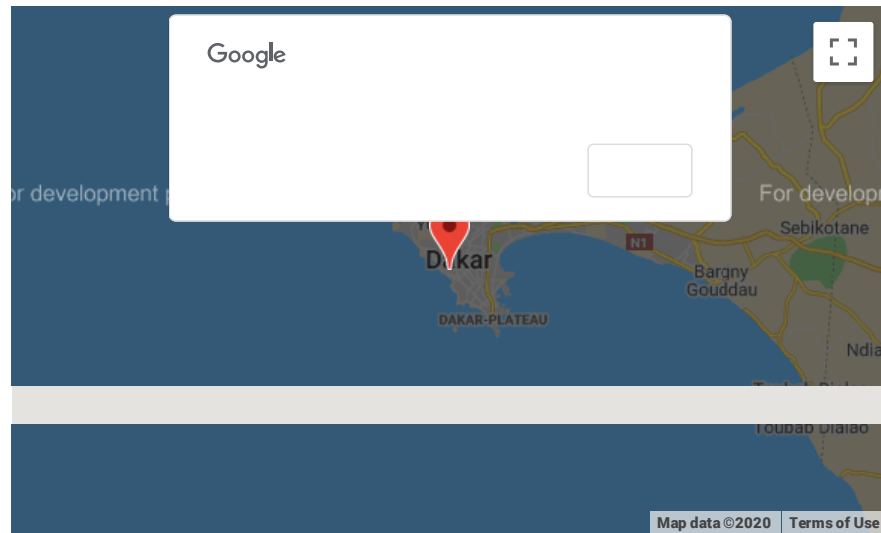 Google
or development p
For developm
Sebikotane
N1
Dakar
Bargny
Gouddau
DAKAR-PLATEAU
Ndia
Toubab Dialao
Map data ©2020
Terms of Use